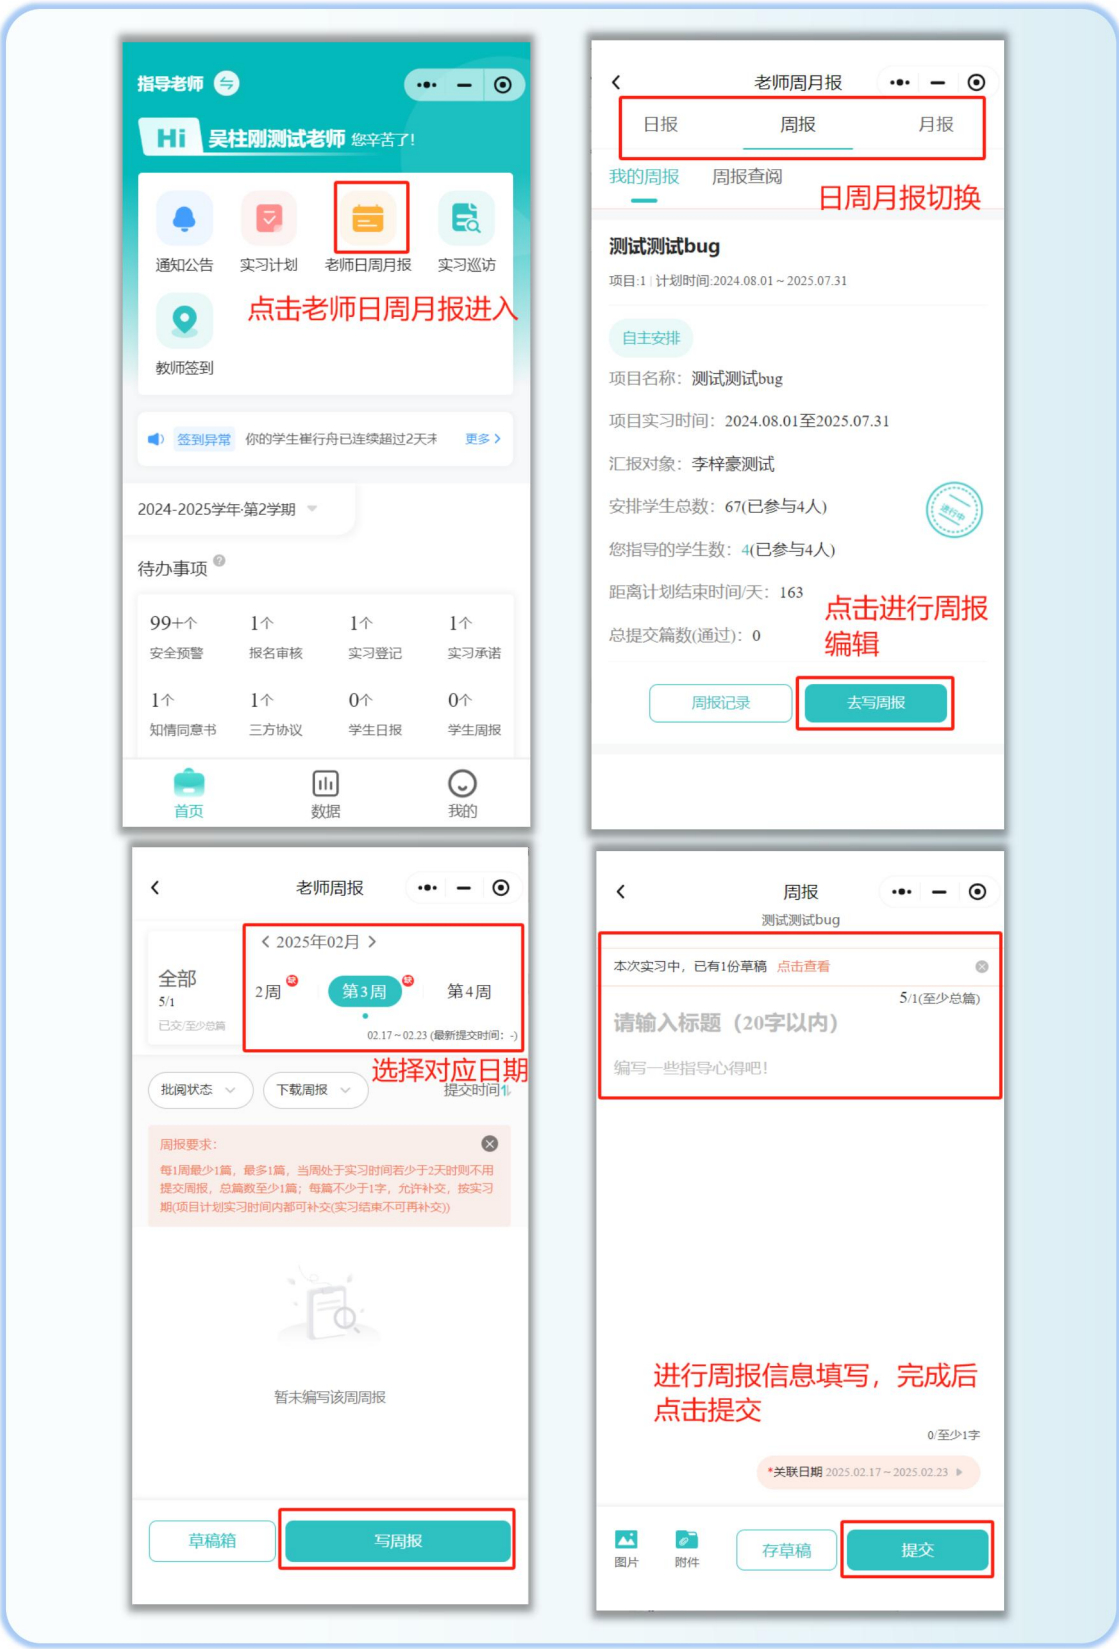 指导老师
Hi 吴柱刚测试老师 您辛苦了!
通知公告 实习计划 老师日周月报 实习巡访
点击老师日周月报进入
教师签到
签到异常 你的学生崔行舟已连续超过2天未 更多
2024-2025学年-第2学期
待办事项
99+个 1个 1个 1个
安全预警 报名审核 实习登记 实习承诺
1个 1个 0个 0个
知情同意书 三方协议 学生日报 学生周报
首页 数据 我的
老师周月报
日报 周报 月报
我的周报 周报查阅
日周月报切换
测试测试bug
项目:1 | 计划时间:2024.08.01 ~ 2025.07.31
自主安排
项目名称：测试测试bug
项目实习时间：2024.08.01至2025.07.31
汇报对象：李梓豪测试
安排学生总数：67(已参与4人)
进行中
您指导的学生数：4(已参与4人)
距离计划结束时间/天：163
点击进行周报
编辑
总提交篇数(通过)：0
周报记录 去写周报
老师周报
2025年02月
全部
5/1
已交/至少总篇
2周 缺 第3周 缺 第4周
02.17 ~ 02.23 (最新提交时间：-)
选择对应日期
批阅状态 下载周报 提交时间
周报要求：
每1周最少1篇，最多1篇，当周处于实习时间若少于2天时则不用
提交周报，总篇数至少1篇；每篇不少于1字，允许补交，按实习
期(项目计划实习时间内都可补交(实习结束不可再补交))
暂未编写该周周报
草稿箱 写周报
周报
测试测试bug
本次实习中，已有1份草稿 点击查看
5/1(至少总篇)
请输入标题（20字以内）
编写一些指导心得吧！
进行周报信息填写，完成后
点击提交
0/至少1字
*关联日期 2025.02.17 ~ 2025.02.23
图片 附件 存草稿 提交